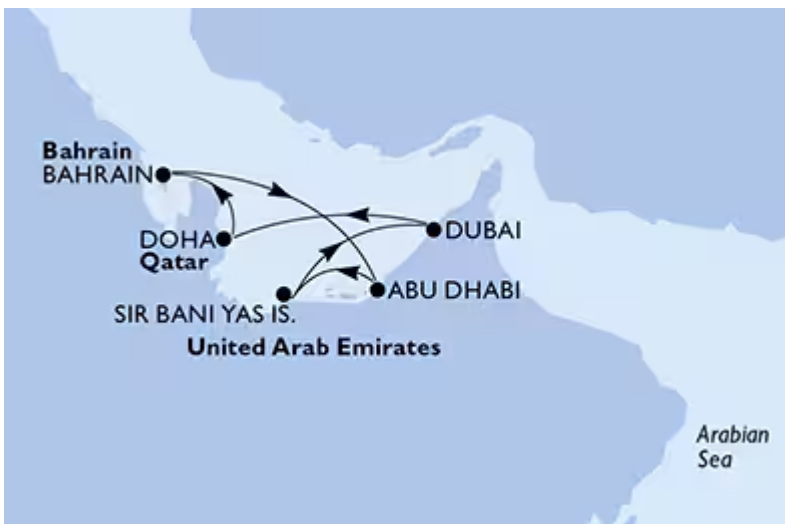 Bahrain
BAHRAIN
DOHA
Qatar
DUBAI
ABU DHABI
SIR BANI YAS IS.
United Arab Emirates
Arabian
Sea